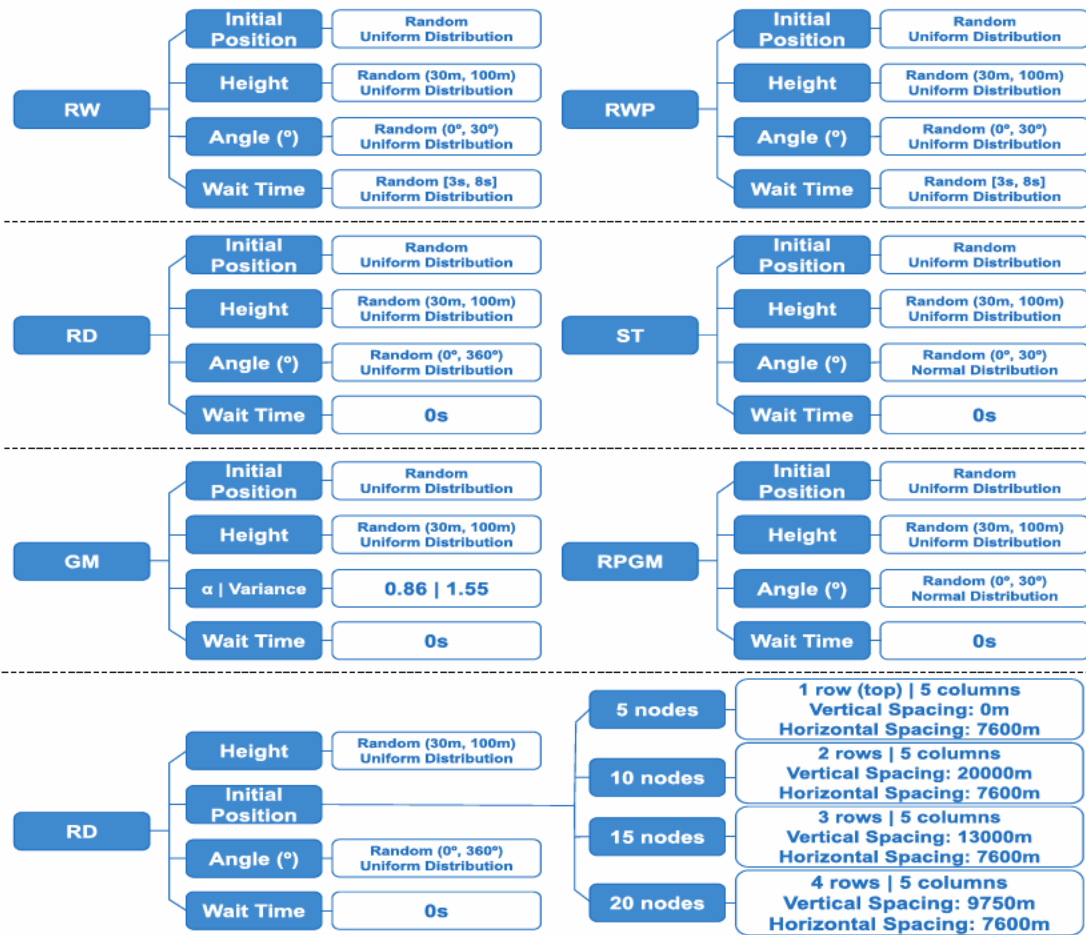 RW
Initial
Position
Random
Uniform Distribution
Height
Random (30m, 100m)
Uniform Distribution
Angle (º)
Random (0º, 30º)
Uniform Distribution
Wait Time
Random [3s, 8s]
Uniform Distribution
RWP
Initial
Position
Random
Uniform Distribution
Height
Random (30m, 100m)
Uniform Distribution
Angle (º)
Random (0º, 30º)
Uniform Distribution
Wait Time
Random [3s, 8s]
Uniform Distribution
RD
Initial
Position
Random
Uniform Distribution
Height
Random (30m, 100m)
Uniform Distribution
Angle (º)
Random (0º, 360º)
Uniform Distribution
Wait Time
0s
ST
Initial
Position
Random
Uniform Distribution
Height
Random (30m, 100m)
Uniform Distribution
Angle (º)
Random (0º, 30º)
Normal Distribution
Wait Time
0s
GM
Initial
Position
Random
Uniform Distribution
Height
Random (30m, 100m)
Uniform Distribution
α | Variance
0.86 | 1.55
Wait Time
0s
RPGM
Initial
Position
Random
Uniform Distribution
Height
Random (30m, 100m)
Uniform Distribution
Angle (º)
Random (0º, 30º)
Normal Distribution
Wait Time
0s
RD
Height
Random (30m, 100m)
Uniform Distribution
Initial
Position
5 nodes
1 row (top) | 5 columns
Vertical Spacing: 0m
Horizontal Spacing: 7600m
10 nodes
2 rows | 5 columns
Vertical Spacing: 20000m
Horizontal Spacing: 7600m
15 nodes
3 rows | 5 columns
Vertical Spacing: 13000m
Horizontal Spacing: 7600m
20 nodes
4 rows | 5 columns
Vertical Spacing: 9750m
Horizontal Spacing: 7600m
Angle (º)
Random (0º, 360º)
Uniform Distribution
Wait Time
0s